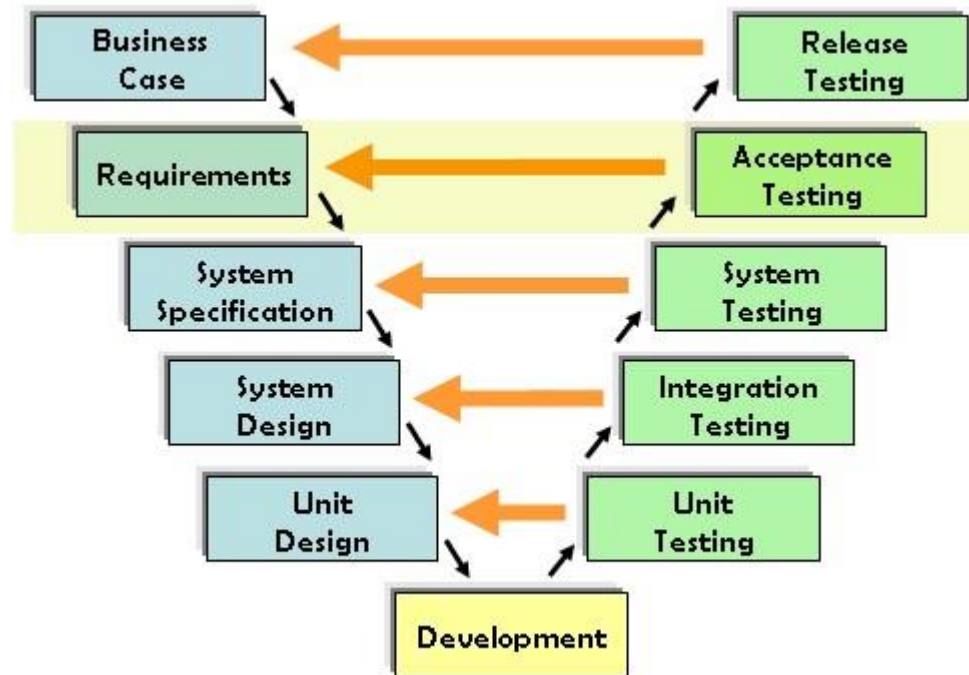 Business
Case
Release
Testing
Requirements
Acceptance
Testing
System
Specification
System
Testing
System
Design
Integration
Testing
Unit
Design
Unit
Testing
Development